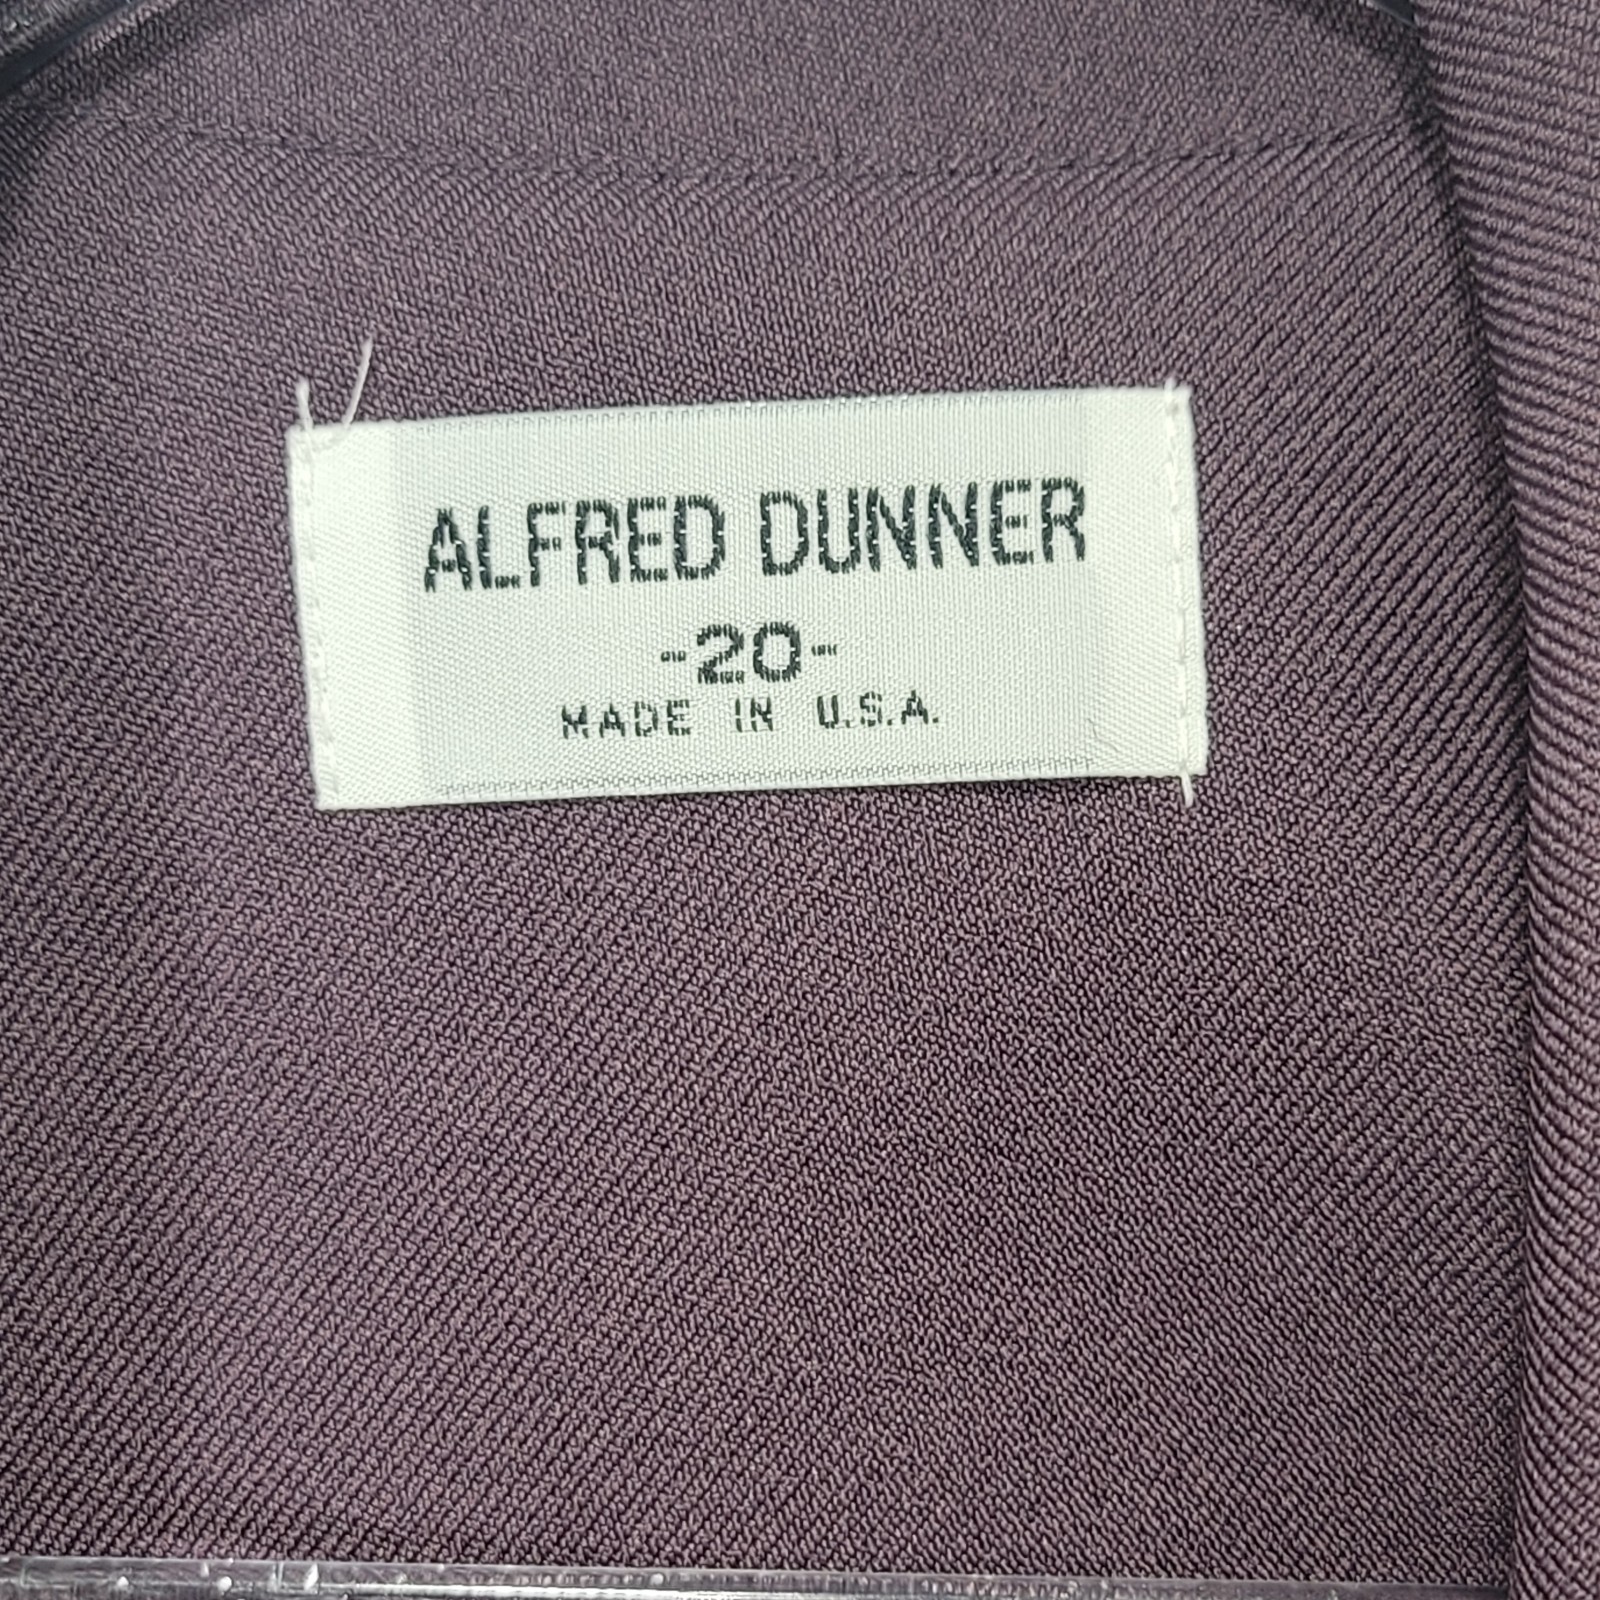 ALFRED DUNNER
-20-
MADE IN U.S.A.